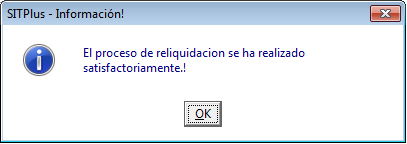 SITPlus - Información!
El proceso de reliquidacion se ha realizado
satisfactoriamente.!
OK